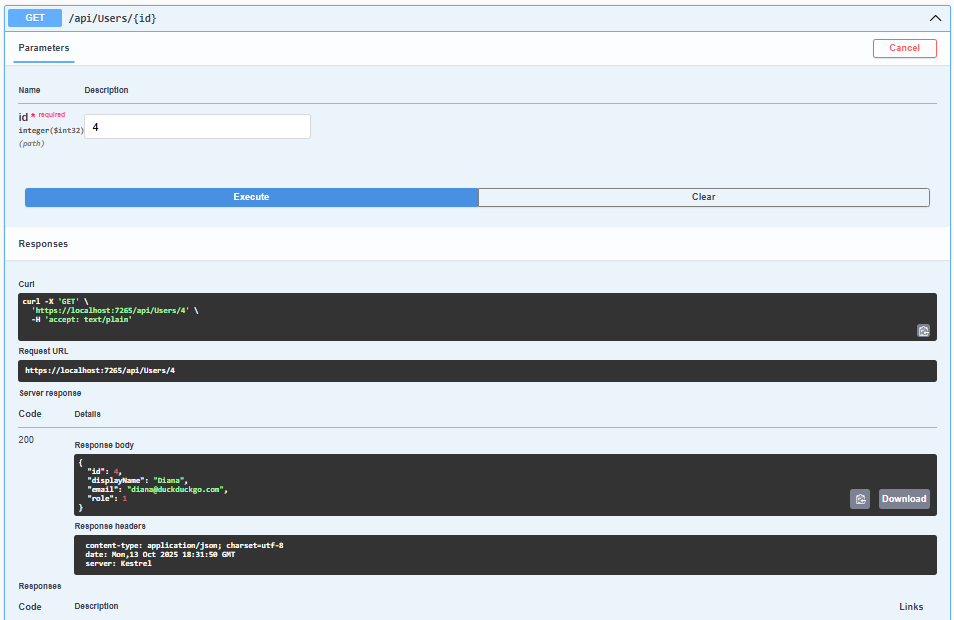 GET /api/Users/{id}
Parameters
Cancel
Name Description
id * required
integer($int32)
(path)
4
Execute Clear
Responses
Curl
curl -X 'GET' \
'https://localhost:7265/api/Users/4' \
-H 'accept: text/plain'
Request URL
https://localhost:7265/api/Users/4
Server response
Code Details
200
Response body
{
"id": 4,
"displayName": "Diana",
"email": "diana@duckduckgo.com",
"role": 1
}
Download
Response headers
content-type: application/json; charset=utf-8
date: Mon,13 Oct 2025 18:31:50 GMT
server: Kestrel
Responses
Code Description Links